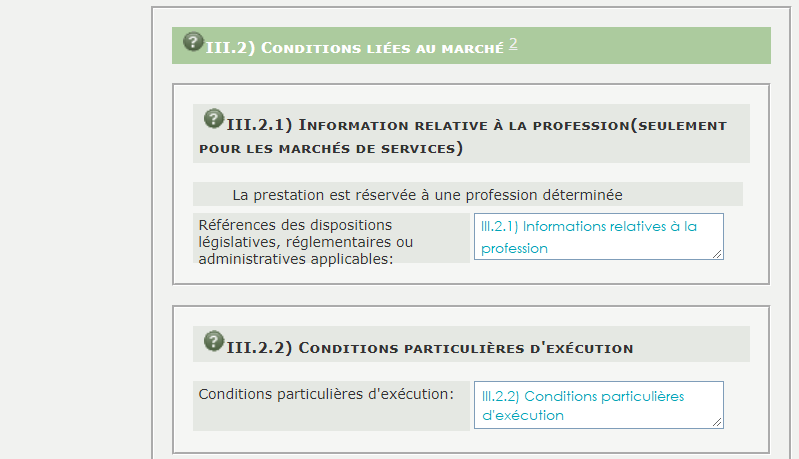 III.2) Conditions liées au marché 2
III.2.1) Information relative à la profession(seulement
pour les marchés de services)
La prestation est réservée à une profession déterminée
Références des dispositions
législatives, réglementaires ou
administratives applicables:
III.2.1) Informations relatives à la
profession
III.2.2) Conditions particulières d'exécution
Conditions particulières d'exécution:
III.2.2) Conditions particulières
d'exécution